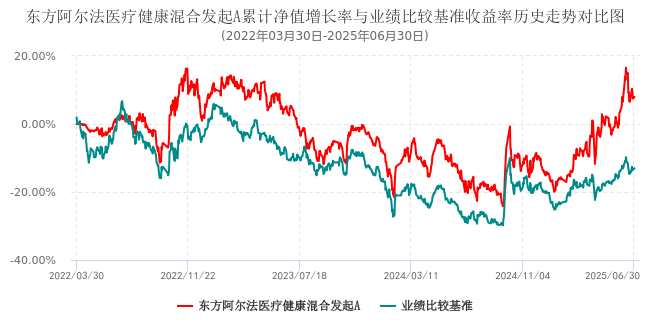 东方阿尔法医疗健康混合发起A累计净值增长率与业绩比较基准收益率历史走势对比图
(2022年03月30日-2025年06月30日)
20.00%
0.00%
-20.00%
-40.00%
2022/03/30 2022/11/22 2023/07/18 2024/03/11 2024/11/04 2025/06/30
东方阿尔法医疗健康混合发起A 业绩比较基准